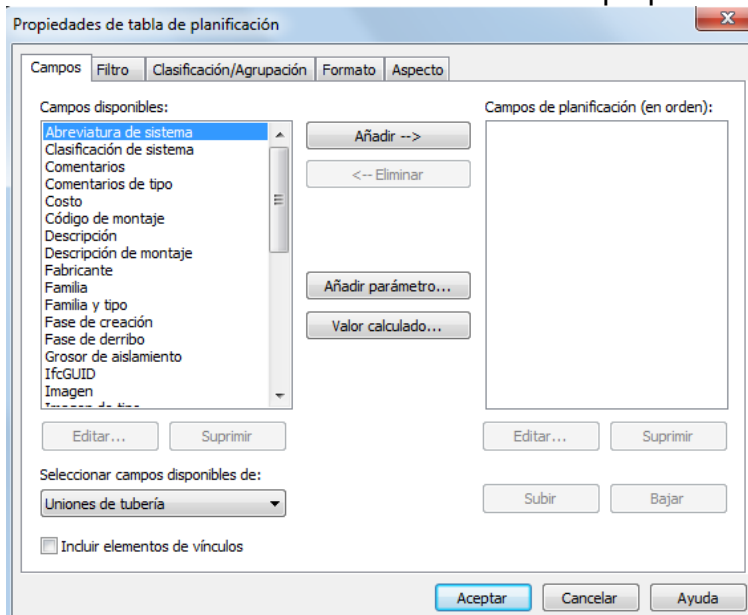 Propiedades de tabla de planificación
x
Campos Filtro Clasificación/Agrupación Formato Aspecto
Campos disponibles:
Abreviatura de sistema
Clasificación de sistema
Comentarios
Comentarios de tipo
Costo
Código de montaje
Descripción
Descripción de montaje
Fabricante
Familia
Familia y tipo
Fase de creación
Fase de derribo
Grosor de aislamiento
IfcGUID
Imagen
Editar... Suprimir
Seleccionar campos disponibles de:
Uniones de tubería
Incluir elementos de vínculos
Añadir -->
<-- Eliminar
Añadir parámetro...
Valor calculado...
Campos de planificación (en orden):
Editar... Suprimir
Subir Bajar
Aceptar Cancelar Ayuda